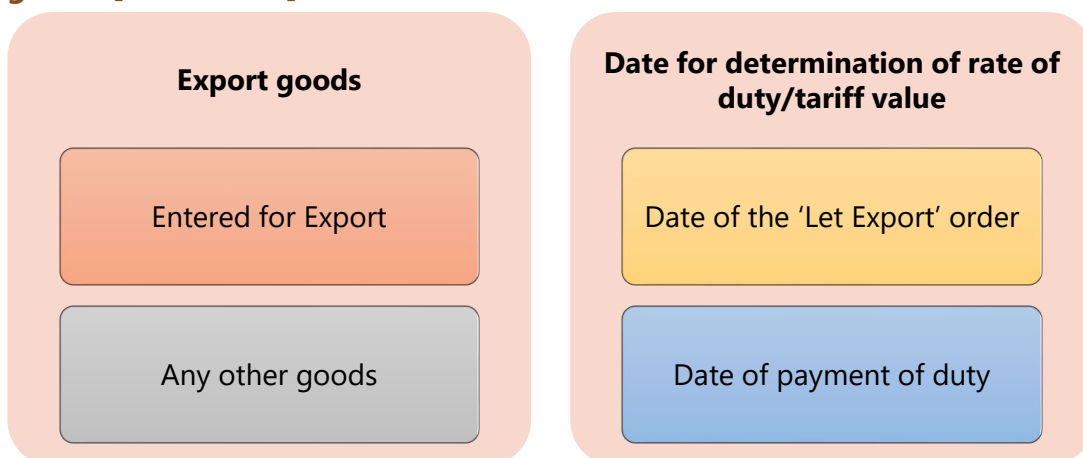 Export goods
Date for determination of rate of
duty/tariff value
Entered for Export
Date of the ‘Let Export’ order
Any other goods
Date of payment of duty